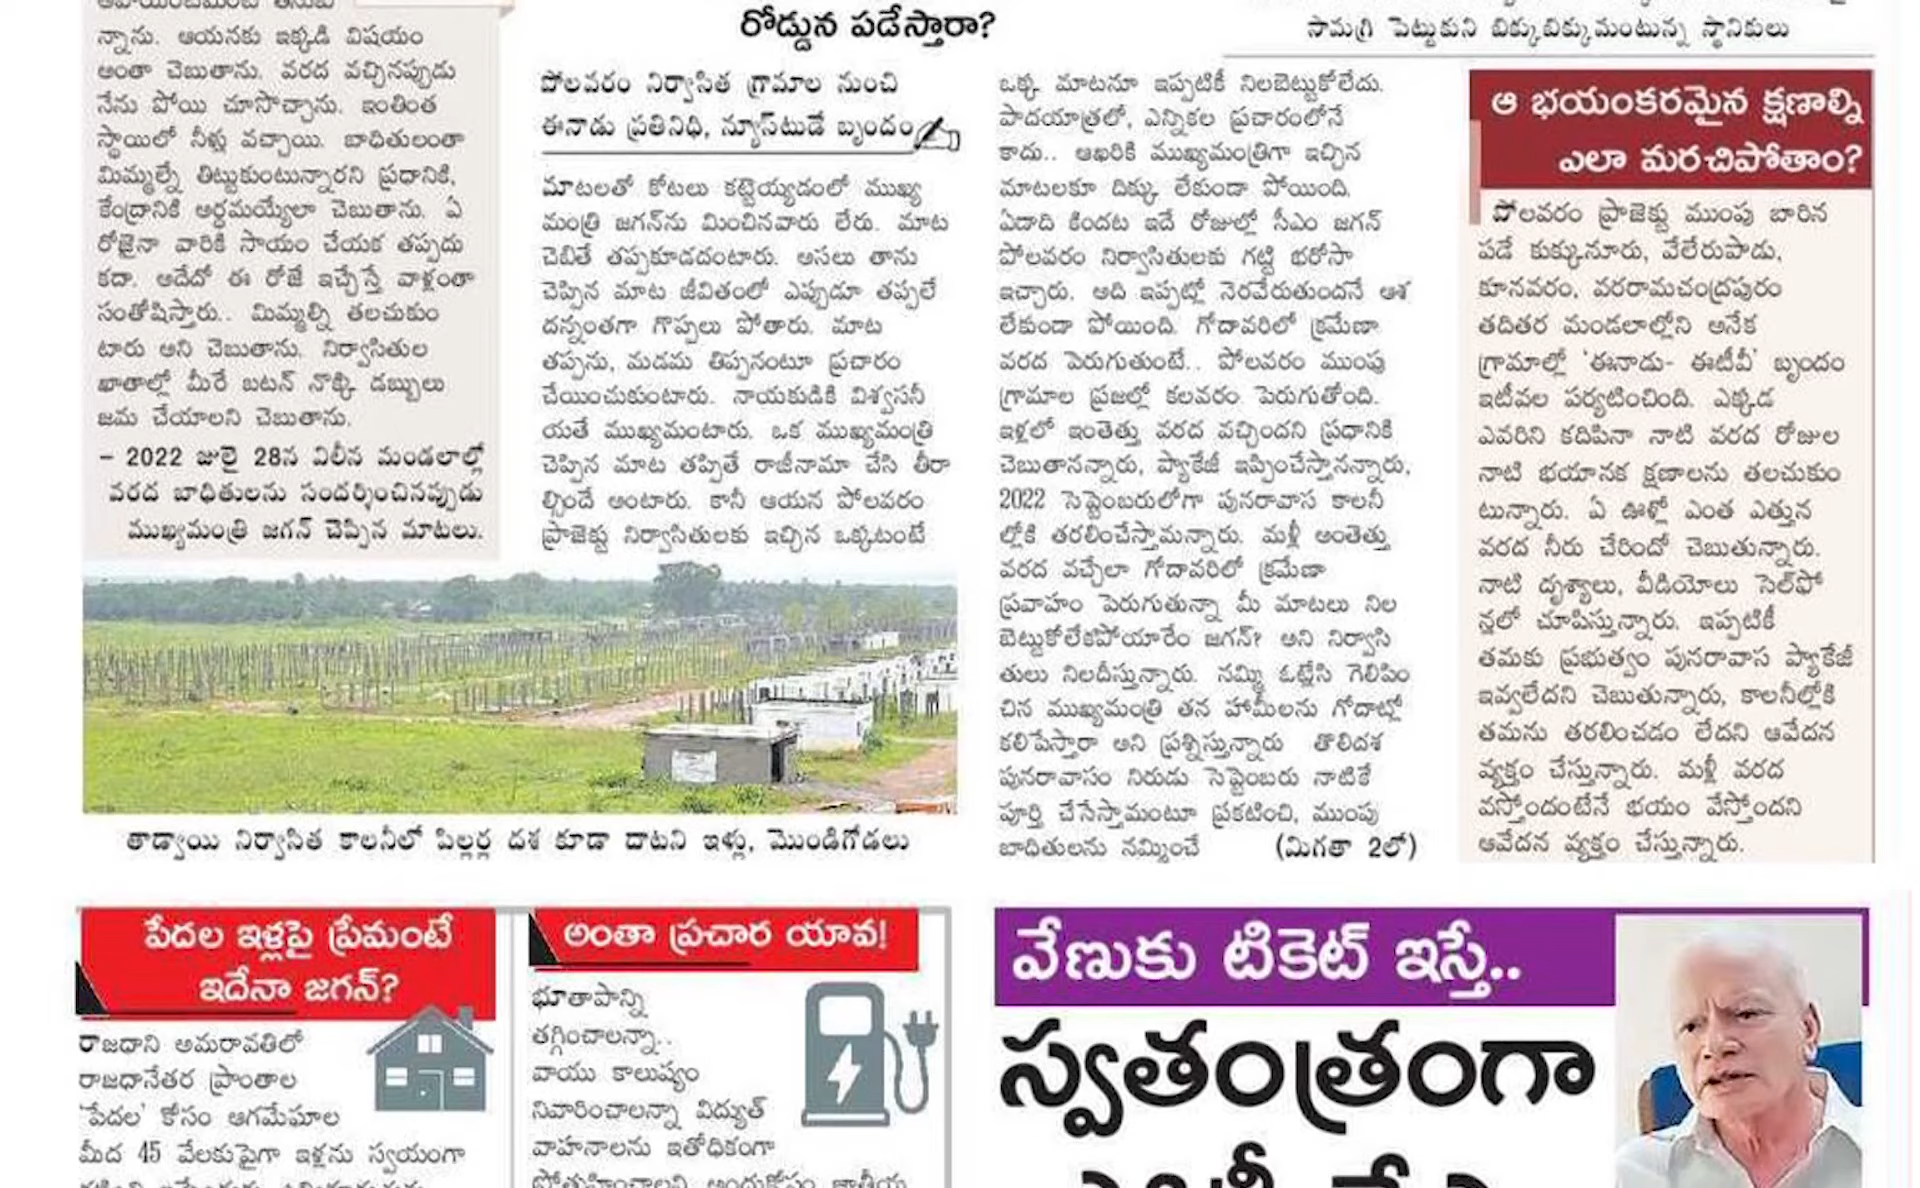 న్నాను. ఆయనకు ఇక్కడి విషయం
అంతా చెబుతాను. వరద వచ్చినప్పుడు
నేను పోయి చూసొచ్చాను. ఇంతింత
స్థాయిలో నీళ్లు వచ్చాయి. బాధితులంతా
మిమ్మల్నే తిట్టుకుంటున్నారని ప్రధానికి,
కేంద్రానికి అర్థమయ్యేలా చెబుతాను. ఏ
రోజైనా వారికి సాయం చేయక తప్పదు
కదా. ఆదేదో ఈ రోజే ఇచ్చేస్తే వాళ్లంతా
సంతోషిస్తారు.. మిమ్మల్ని తలచుకుం
టారు అని చెబుతాను. నిర్వాసితుల
ఖాతాల్లో మీరే బటన్ నొక్కి డబ్బులు
జమ చేయాలని చెబుతాను.
– 2022 జులై 28న విలీన మండలాల్లో
వరద బాధితులను సందర్శించినప్పుడు
ముఖ్యమంత్రి జగన్ చెప్పిన మాటలు.
రోడ్డున పడేస్తారా?
పోలవరం నిర్వాసిత గ్రామాల నుంచి
ఈనాడు ప్రతినిధి, న్యూస్‌టుడే బృందం
మాటలతో కోటలు కట్టెయ్యడంలో ముఖ్య
మంత్రి జగన్‌ను మించినవారు లేరు. మాట
చెబితే తప్పకూడదంటారు. అసలు తాను
చెప్పిన మాట జీవితంలో ఎప్పుడూ తప్పలే
దన్నంతగా గొప్పలు పోతారు. మాట
తప్పను, మడమ తిప్పనంటూ ప్రచారం
చేయించుకుంటారు. నాయకుడికి విశ్వసనీ
యతే ముఖ్యమంటారు. ఒక ముఖ్యమంత్రి
చెప్పిన మాట తప్పితే రాజీనామా చేసి తీరా
ల్సిందే అంటారు. కానీ ఆయన పోలవరం
ప్రాజెక్టు నిర్వాసితులకు ఇచ్చిన ఒక్కటంటే
సామగ్రి పెట్టుకుని బిక్కుబిక్కుమంటున్న స్థానికులు
ఒక్క మాటనూ ఇప్పటికీ నిలబెట్టుకోలేదు.
పాదయాత్రలో, ఎన్నికల ప్రచారంలోనే
కాదు.. ఆఖరికి ముఖ్యమంత్రిగా ఇచ్చిన
మాటలకూ దిక్కు లేకుండా పోయింది.
ఏడాది కిందట ఇదే రోజుల్లో సీఎం జగన్
పోలవరం నిర్వాసితులకు గట్టి భరోసా
ఇచ్చారు. అది ఇప్పట్లో నెరవేరుతుందనే ఆశ
లేకుండా పోయింది. గోదావరిలో క్రమేణా
వరద పెరుగుతుంటే.. పోలవరం ముంపు
గ్రామాల ప్రజల్లో కలవరం పెరుగుతోంది.
ఇళ్లలో ఇంతెత్తు వరద వచ్చిందని ప్రధానికి
చెబుతానన్నారు, ప్యాకేజీ ఇప్పించేస్తానన్నారు,
2022 సెప్టెంబరులోగా పునరావాస కాలనీ
ల్లోకి తరలించేస్తామన్నారు. మళ్లీ అంతెత్తు
వరద వచ్చేలా గోదావరిలో క్రమేణా
ప్రవాహం పెరుగుతున్నా మీ మాటలు నిల
బెట్టుకోలేకపోయారేం జగన్? అని నిర్వాసి
తులు నిలదీస్తున్నారు. నమ్మి ఓట్లేసి గెలిపిం
చిన ముఖ్యమంత్రి తన హామీలను గోదాట్లో
కలిపేస్తారా అని ప్రశ్నిస్తున్నారు తొలిదశ
పునరావాసం నిరుడు సెప్టెంబరు నాటికే
పూర్తి చేసేస్తామంటూ ప్రకటించి, ముంపు
బాధితులను నమ్మించే (మిగతా 2లో)
ఆ భయంకరమైన క్షణాల్ని
ఎలా మరచిపోతాం?
పోలవరం ప్రాజెక్టు ముంపు బారిన
పడే కుక్కునూరు, వేలేరుపాడు,
కూనవరం, వరరామచంద్రపురం
తదితర మండలాల్లోని అనేక
గ్రామాల్లో ‘ఈనాడు- ఈటీవీ’ బృందం
ఇటీవల పర్యటించింది. ఎక్కడ
ఎవరిని కదిపినా నాటి వరద రోజుల
నాటి భయానక క్షణాలను తలచుకుం
టున్నారు. ఏ ఊళ్లో ఎంత ఎత్తున
వరద నీరు చేరిందో చెబుతున్నారు.
నాటి దృశ్యాలు, వీడియోలు సెల్‌ఫో
న్లలో చూపిస్తున్నారు. ఇప్పటికీ
తమకు ప్రభుత్వం పునరావాస ప్యాకేజీ
ఇవ్వలేదని చెబుతున్నారు, కాలనీల్లోకి
తమను తరలించడం లేదని ఆవేదన
వ్యక్తం చేస్తున్నారు. మళ్లీ వరద
వస్తోందంటేనే భయం వేస్తోందని
ఆవేదన వ్యక్తం చేస్తున్నారు.
తాడ్వాయి నిర్వాసిత కాలనీలో పిల్లర్ల దశ కూడా దాటని ఇళ్లు, మొండిగోడలు
పేదల ఇళ్లపై ప్రేమంటే
ఇదేనా జగన్?
రాజధాని అమరావతిలో
రాజధానేతర ప్రాంతాల
‘పేదల’ కోసం ఆగమేఘాల
మీద 45 వేలకుపైగా ఇళ్లను స్వయంగా
అంతా ప్రచార యావ!
భూతాపాన్ని
తగ్గించాలన్నా..
వాయు కాలుష్యం
నివారించాలన్నా విద్యుత్
వాహనాలను ఇతోధికంగా
వేణుకు టికెట్ ఇస్తే..
స్వతంత్రంగా